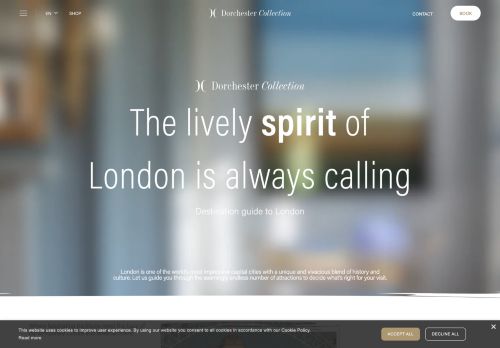 EN
SHOP
Dorchester Collection
CONTACT
BOOK
Dorchester Collection
The lively spirit of
London is always calling
Destination guide to London
London is one of the world's most impressive capital cities with a unique and vivacious blend of history and
culture. Let us guide you through the seemingly endless number of attractions to decide what's right for your visit.
This website uses cookies to improve user experience. By using our website you consent to all cookies in accordance with our Cookie Policy.
Read more
ACCEPT ALL
DECLINE ALL